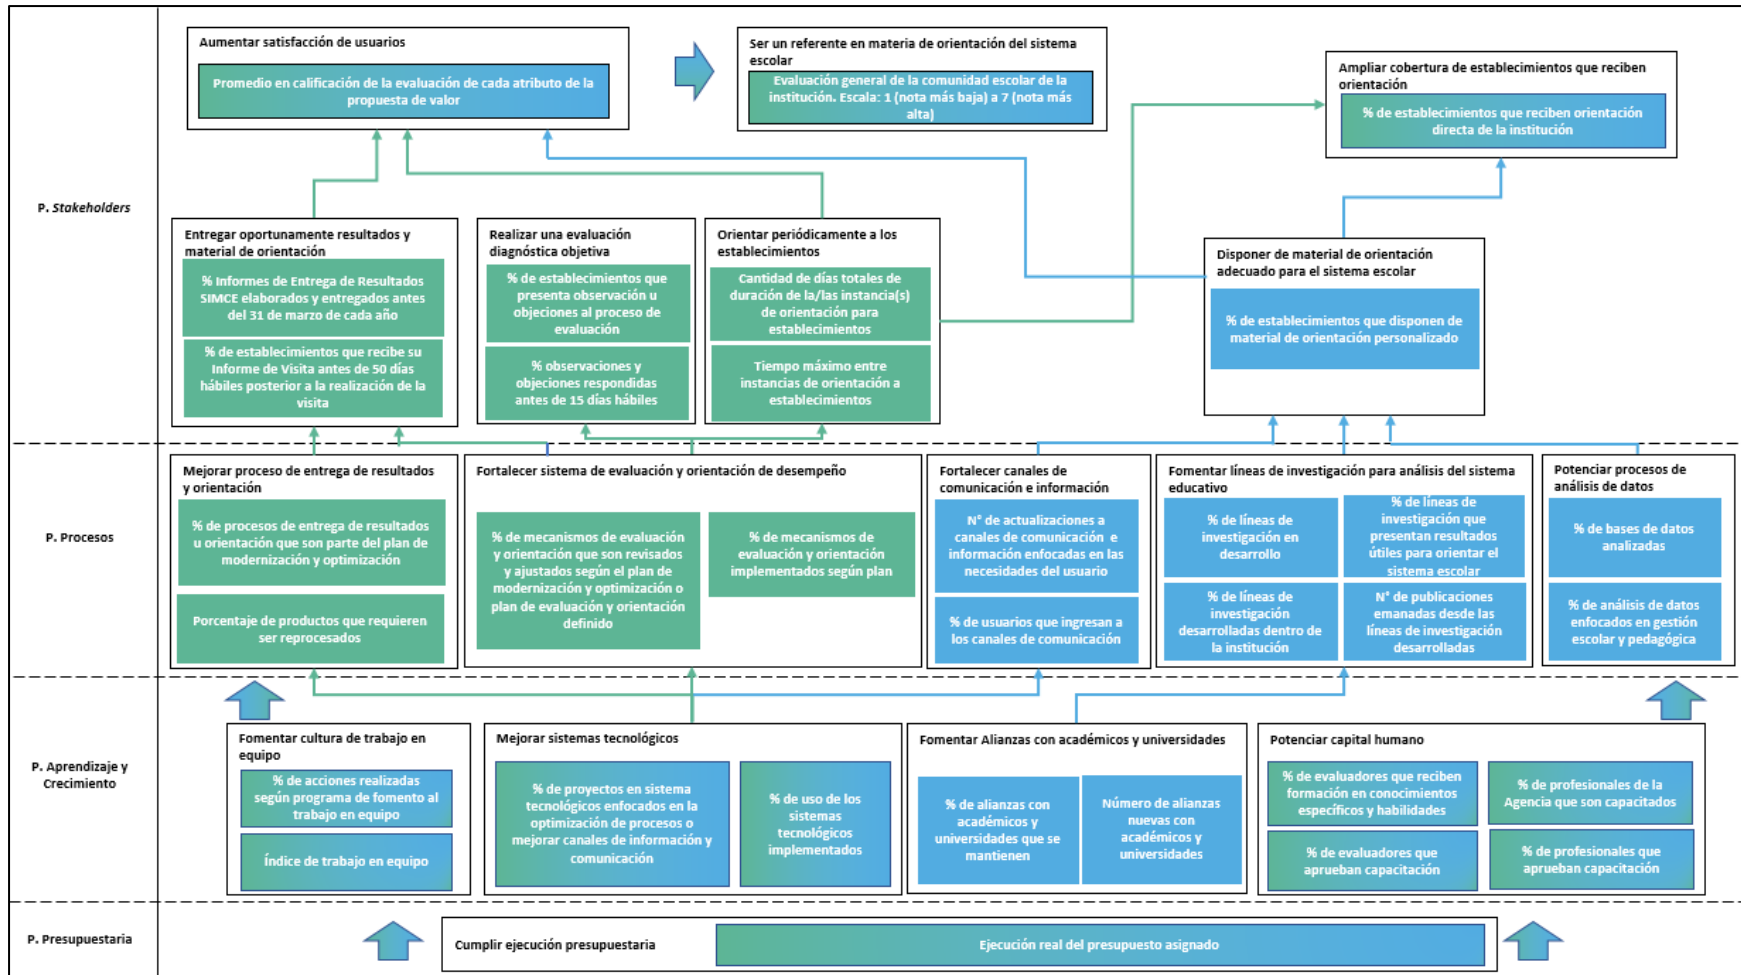 P. Stakeholders
Aumentar satisfacción de usuarios
Promedio en calificación de la evaluación de cada atributo de la
propuesta de valor
Ser un referente en materia de orientación del sistema
escolar
Evaluación general de la comunidad escolar de la
institución. Escala: 1 (nota más baja) a 7 (nota más
alta)
Ampliar cobertura de establecimientos que reciben
orientación
% de establecimientos que reciben orientación
directa de la institución
Entregar oportunamente resultados y
material de orientación
% Informes de Entrega de Resultados
SIMCE elaborados y entregados antes
del 31 de marzo de cada año
% de establecimientos que recibe su
Informe de Visita antes de 50 días
hábiles posterior a la realización de la
visita
Realizar una evaluación
diagnóstica objetiva
% de establecimientos que
presenta observación u
objeciones al proceso de
evaluación
% observaciones y
objeciones respondidas
antes de 15 días hábiles
Orientar periódicamente a los
establecimientos
Cantidad de días totales de
duración de la/las instancia(s)
de orientación para
establecimientos
Tiempo máximo entre
instancias de orientación a
establecimientos
Disponer de material de orientación
adecuado para el sistema escolar
% de establecimientos que disponen de
material de orientación personalizado
P. Procesos
Mejorar proceso de entrega de resultados
y orientación
% de procesos de entrega de resultados
u orientación que son parte del plan de
modernización y optimización
Porcentaje de productos que requieren
ser reprocesados
Fortalecer sistema de evaluación y orientación de desempeño
% de mecanismos de evaluación
y orientación que son revisados
y ajustados según el plan de
modernización y optimización o
plan de evaluación y orientación
definido
% de mecanismos de
evaluación y orientación
implementados según plan
Fortalecer canales de
comunicación e información
N° de actualizaciones a
canales de comunicación e
información enfocadas en las
necesidades del usuario
% de usuarios que ingresan a
los canales de comunicación
Fomentar líneas de investigación para análisis del sistema
educativo
% de líneas de
investigación en
desarrollo
% de líneas de
investigación que
presentan resultados
útiles para orientar el
sistema escolar
% de líneas de
investigación
desarrolladas dentro de
la institución
N° de publicaciones
emanadas desde las
líneas de investigación
desarrolladas
Potenciar procesos de
análisis de datos
% de bases de datos
analizadas
% de análisis de datos
enfocados en gestión
escolar y pedagógica
P. Aprendizaje y
Crecimiento
Fomentar cultura de trabajo en
equipo
% de acciones realizadas
según programa de fomento al
trabajo en equipo
Índice de trabajo en equipo
Mejorar sistemas tecnológicos
% de proyectos en sistema
tecnológicos enfocados en la
optimización de procesos o
mejorar canales de información y
comunicación
% de uso de los
sistemas
tecnológicos
implementados
Fomentar Alianzas con académicos y universidades
% de alianzas con
académicos y
universidades que se
mantienen
Número de alianzas
nuevas con
académicos y
universidades
Potenciar capital humano
% de evaluadores que reciben
formación en conocimientos
específicos y habilidades
% de profesionales de la
Agencia que son capacitados
% de evaluadores que
aprueban capacitación
% de profesionales que
aprueban capacitación
P. Presupuestaria
Cumplir ejecución presupuestaria
Ejecución real del presupuesto asignado